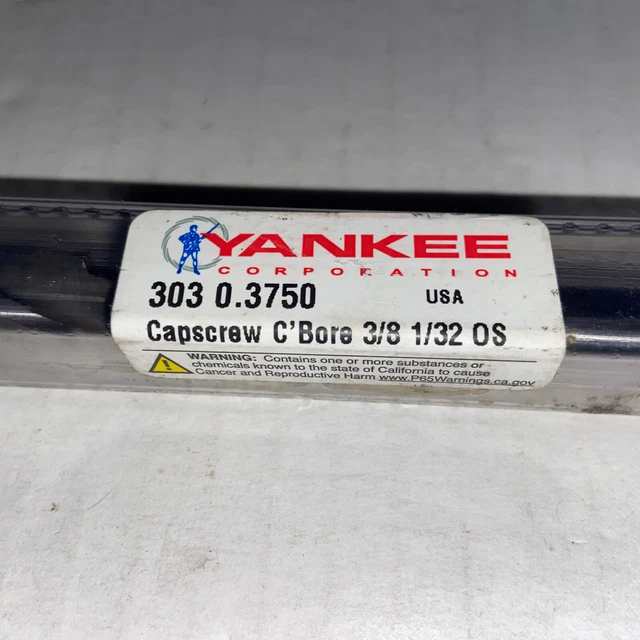 YANKEE
CORPORATION
303 0.3750 USA
Capscrew C'Bore 3/8 1/32 OS
WARNING: Contains one or more substances or
chemicals known to the state of California to cause
Cancer and Reproductive Harm www.P65Warnings.ca.gov